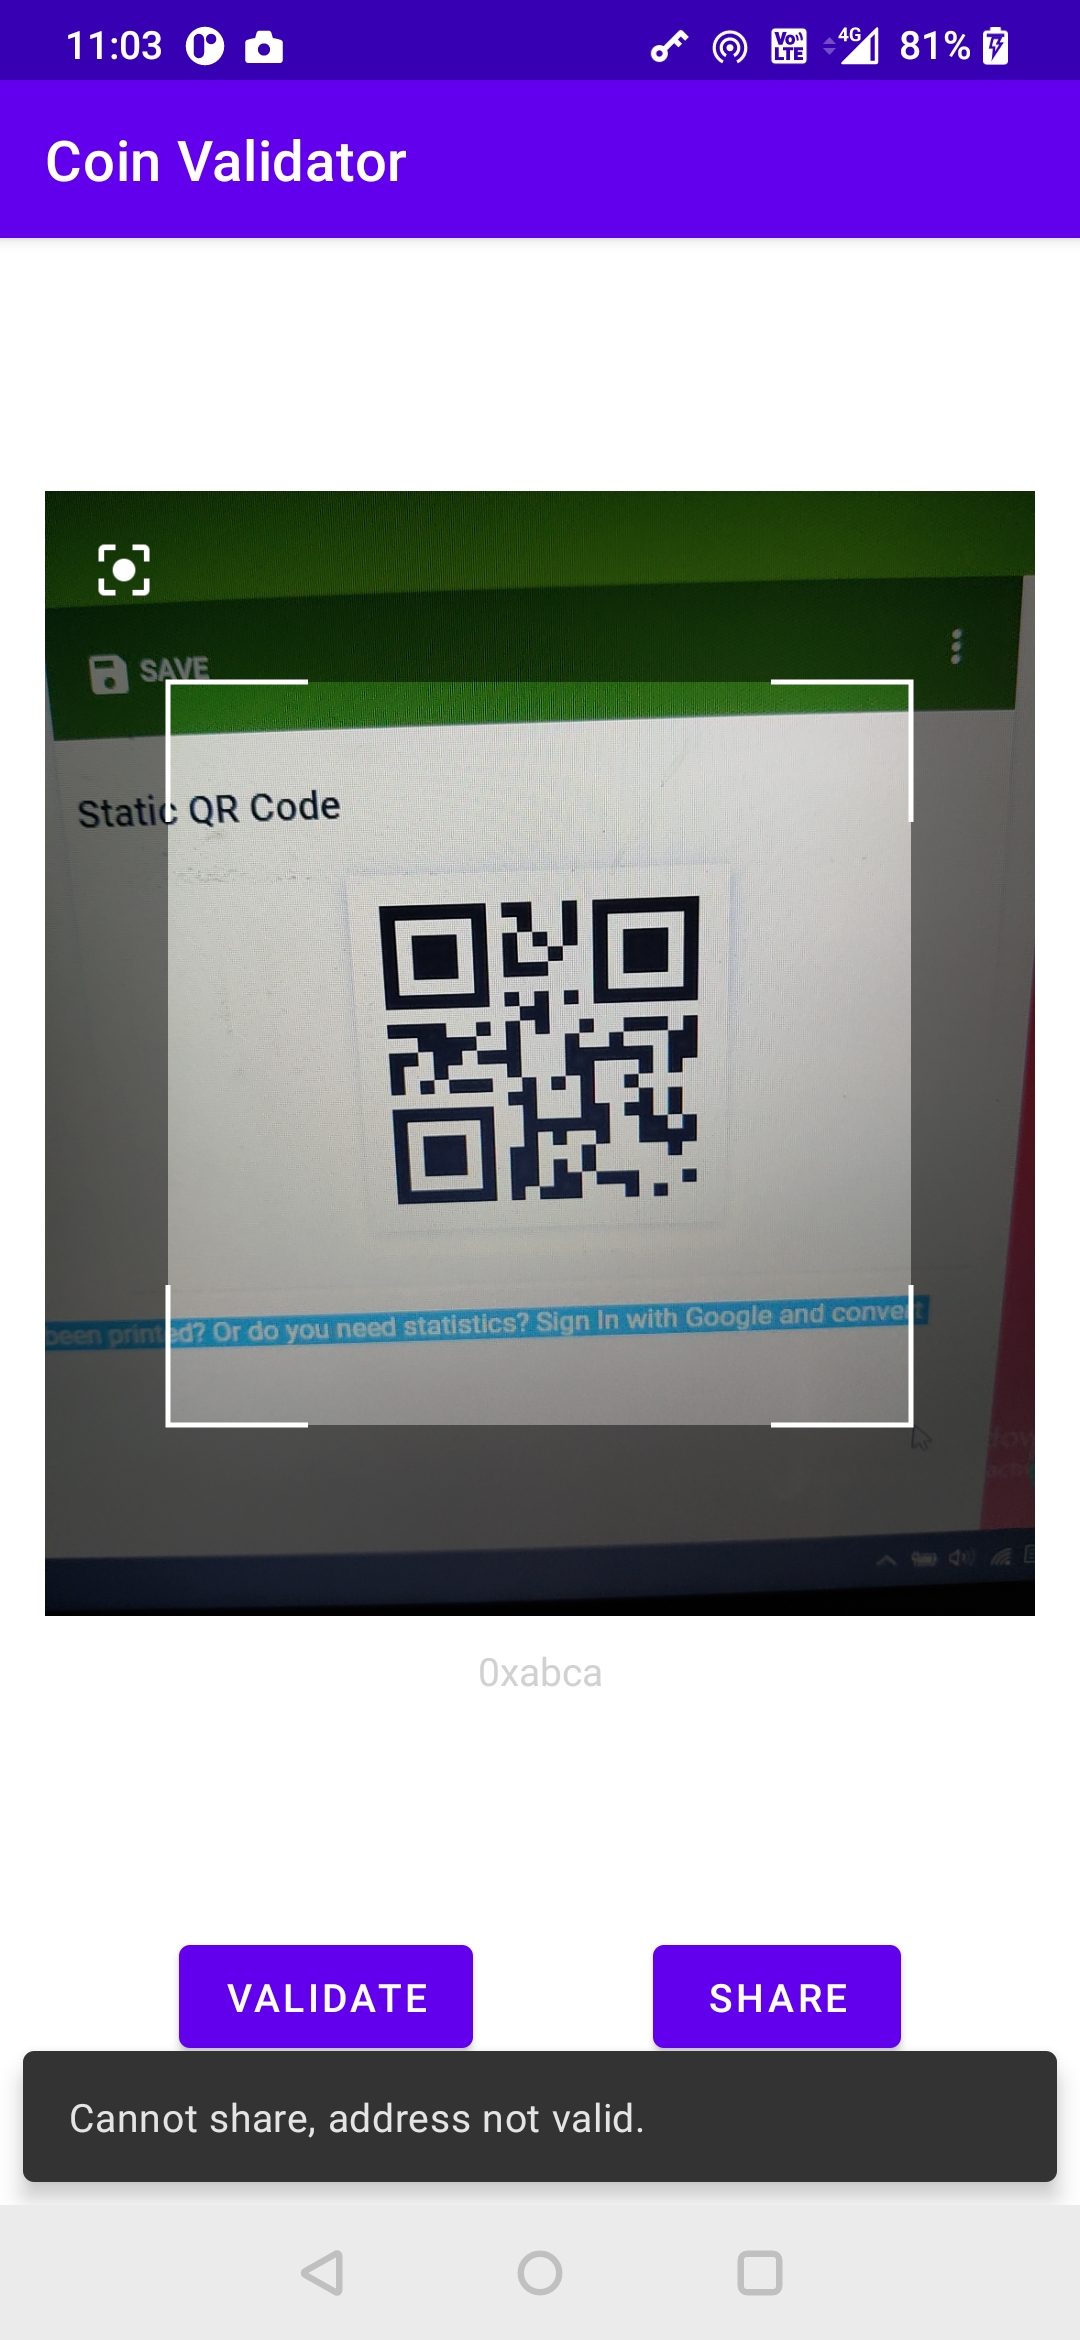 11:03
Vo)) LTE 4G 81%
Coin Validator
SAVE
Static QR Code
been printed? Or do you need statistics? Sign In with Google and convert
0xabca
VALIDATE
SHARE
Cannot share, address not valid.